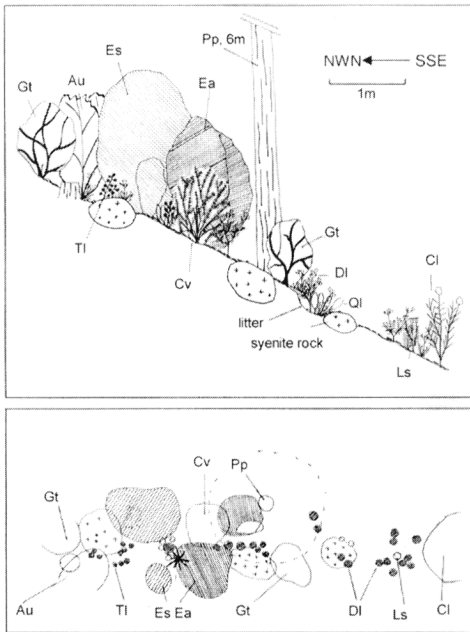 Pp, 6m
NWN
SSE
1m
Es
Au
Ea
Gt
Gt
Dl
Cl
Tl
Cv
Ql
litter
syenite rock
Ls
Cv
Pp
Gt
Au
Tl
Es Ea
Gt
Dl
Ls
Cl